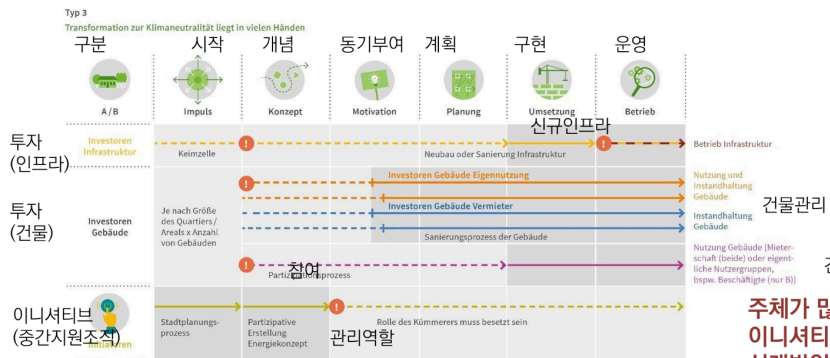 Typ 3
Transformation zur Klimaneutralität liegt in vielen Händen
구분 시작 개념 동기부여 계획 구현 운영
A / B Impuls Konzept Motivation Planung Umsetzung Betrieb
신규인프라
투자
(인프라)
Investoren
Infrastruktur
Keimzelle
Neubau oder Sanierung Infrastruktur
Betrieb Infrastruktur
투자
(건물)
Investoren
Gebäude
Je nach Größe
des Quartiers /
Areals x Anzahl
von Gebäuden
Investoren Gebäude Eigennutzung
Investoren Gebäude Vermieter
Sanierungsprozess der Gebäude
Nutzung und
Instandhaltung
Gebäude
Instandhaltung
Gebäude
건물관리
참여
Partizipationsprozess
Nutzung Gebäude (Mieter-
schaft (beide) oder eigent-
liche Nutzergruppen,
bspw. Beschäftigte (nur B))
이니셔티브
(중간지원조직)
Initiatoren
Stadtplanungs-
prozess
Partizipative
Erstellung
Energiekonzept
관리역할
Rolle des Kümmerers muss besetzt sein
주체가
이니셔티